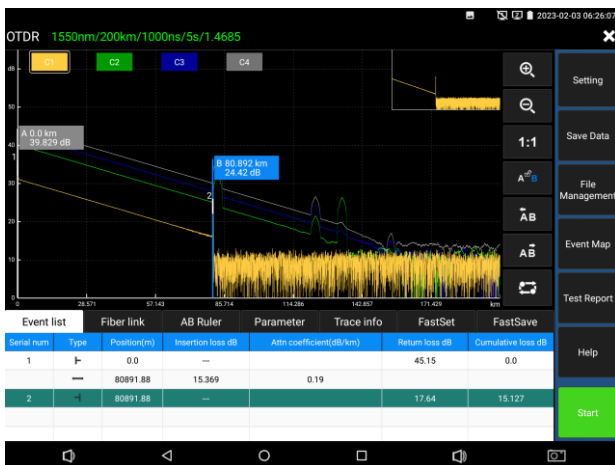 2023-02-03 06:26:07
OTDR 1550nm/200km/1000ns/5s/1.4685
dB C1 C2 C3 C4
50
Setting
A 0.0 km
39.829 dB
40
1
1:1
Save Data
B 80.892 km
24.42 dB
30
2
A B
File
Management
20
AB
10
AB
Event Map
0
0 28.571 57.143 85.714 114.286 142.857 171.429 km
Test Report
Event list Fiber link AB Ruler Parameter Trace info FastSet FastSave
Serial num Type Position(m) Insertion loss dB Attn coefficient(dB/km) Return loss dB Cumulative loss dB
1 0.0 --- 45.15 0.0
80891.88 15.369 0.19
2 80891.88 --- 17.64 15.127
Help
Start